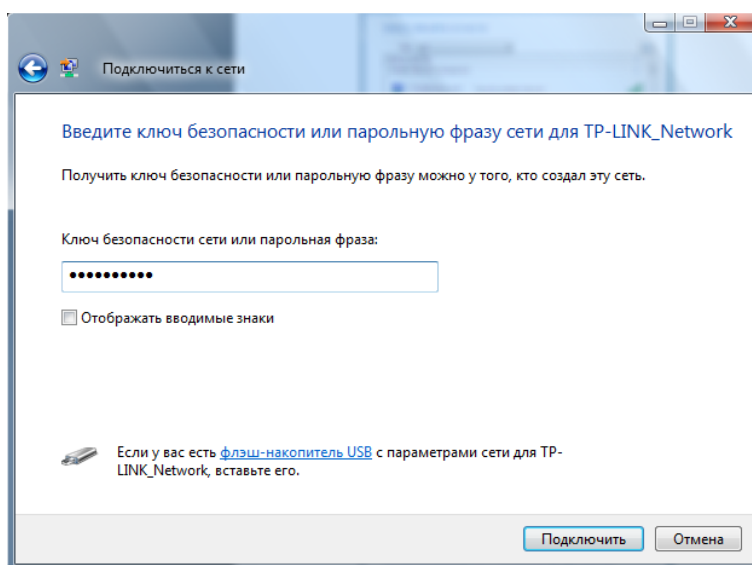 Подключиться к сети
Введите ключ безопасности или парольную фразу сети для TP-LINK_Network
Получить ключ безопасности или парольную фразу можно у того, кто создал эту сеть.
Ключ безопасности сети или парольная фраза:
●●●●●●●●●●
Отображать вводимые знаки
Если у вас есть флэш-накопитель USB с параметрами сети для TP-
LINK_Network, вставьте его.
Подключить Отмена